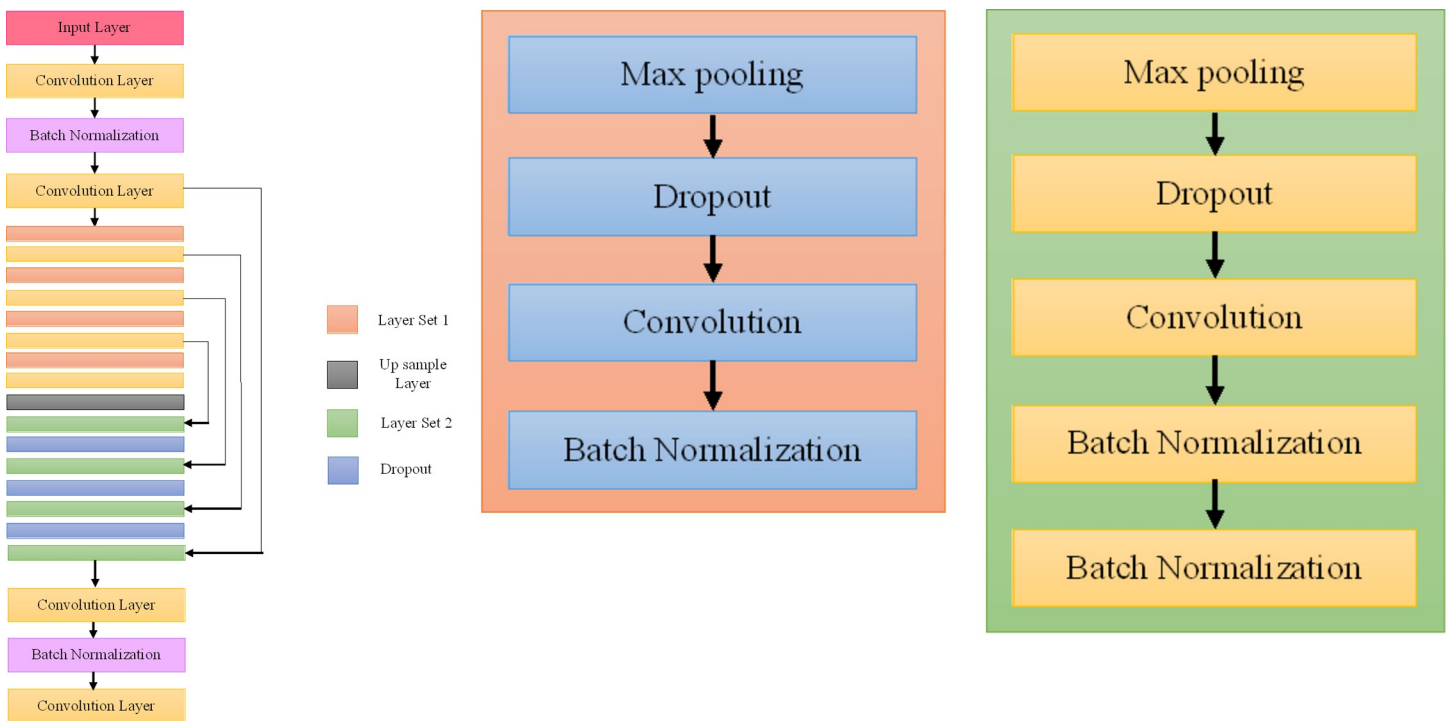 Input Layer
Convolution Layer
Batch Normalization
Convolution Layer
Convolution Layer
Batch Normalization
Convolution Layer
Layer Set 1
Up sample
Layer
Layer Set 2
Dropout
Max pooling
Dropout
Convolution
Batch Normalization
Max pooling
Dropout
Convolution
Batch Normalization
Batch Normalization